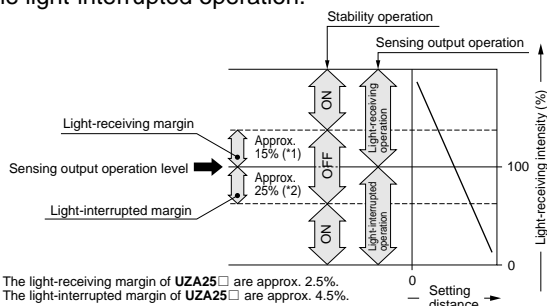 e light-interrupted operation.
Stability operation
Sensing output operation
Light-receiving margin
Sensing output operation level
Light-interrupted margin
Approx.
15% (*1)
Approx.
25% (*2)
ON
OFF
ON
Light-receiving
operation
Light-interrupted
operation
100
0
Light-receiving intensity (%)
0
Setting
distance
The light-receiving margin of UZA25□ are approx. 2.5%.
The light-interrupted margin of UZA25□ are approx. 4.5%.